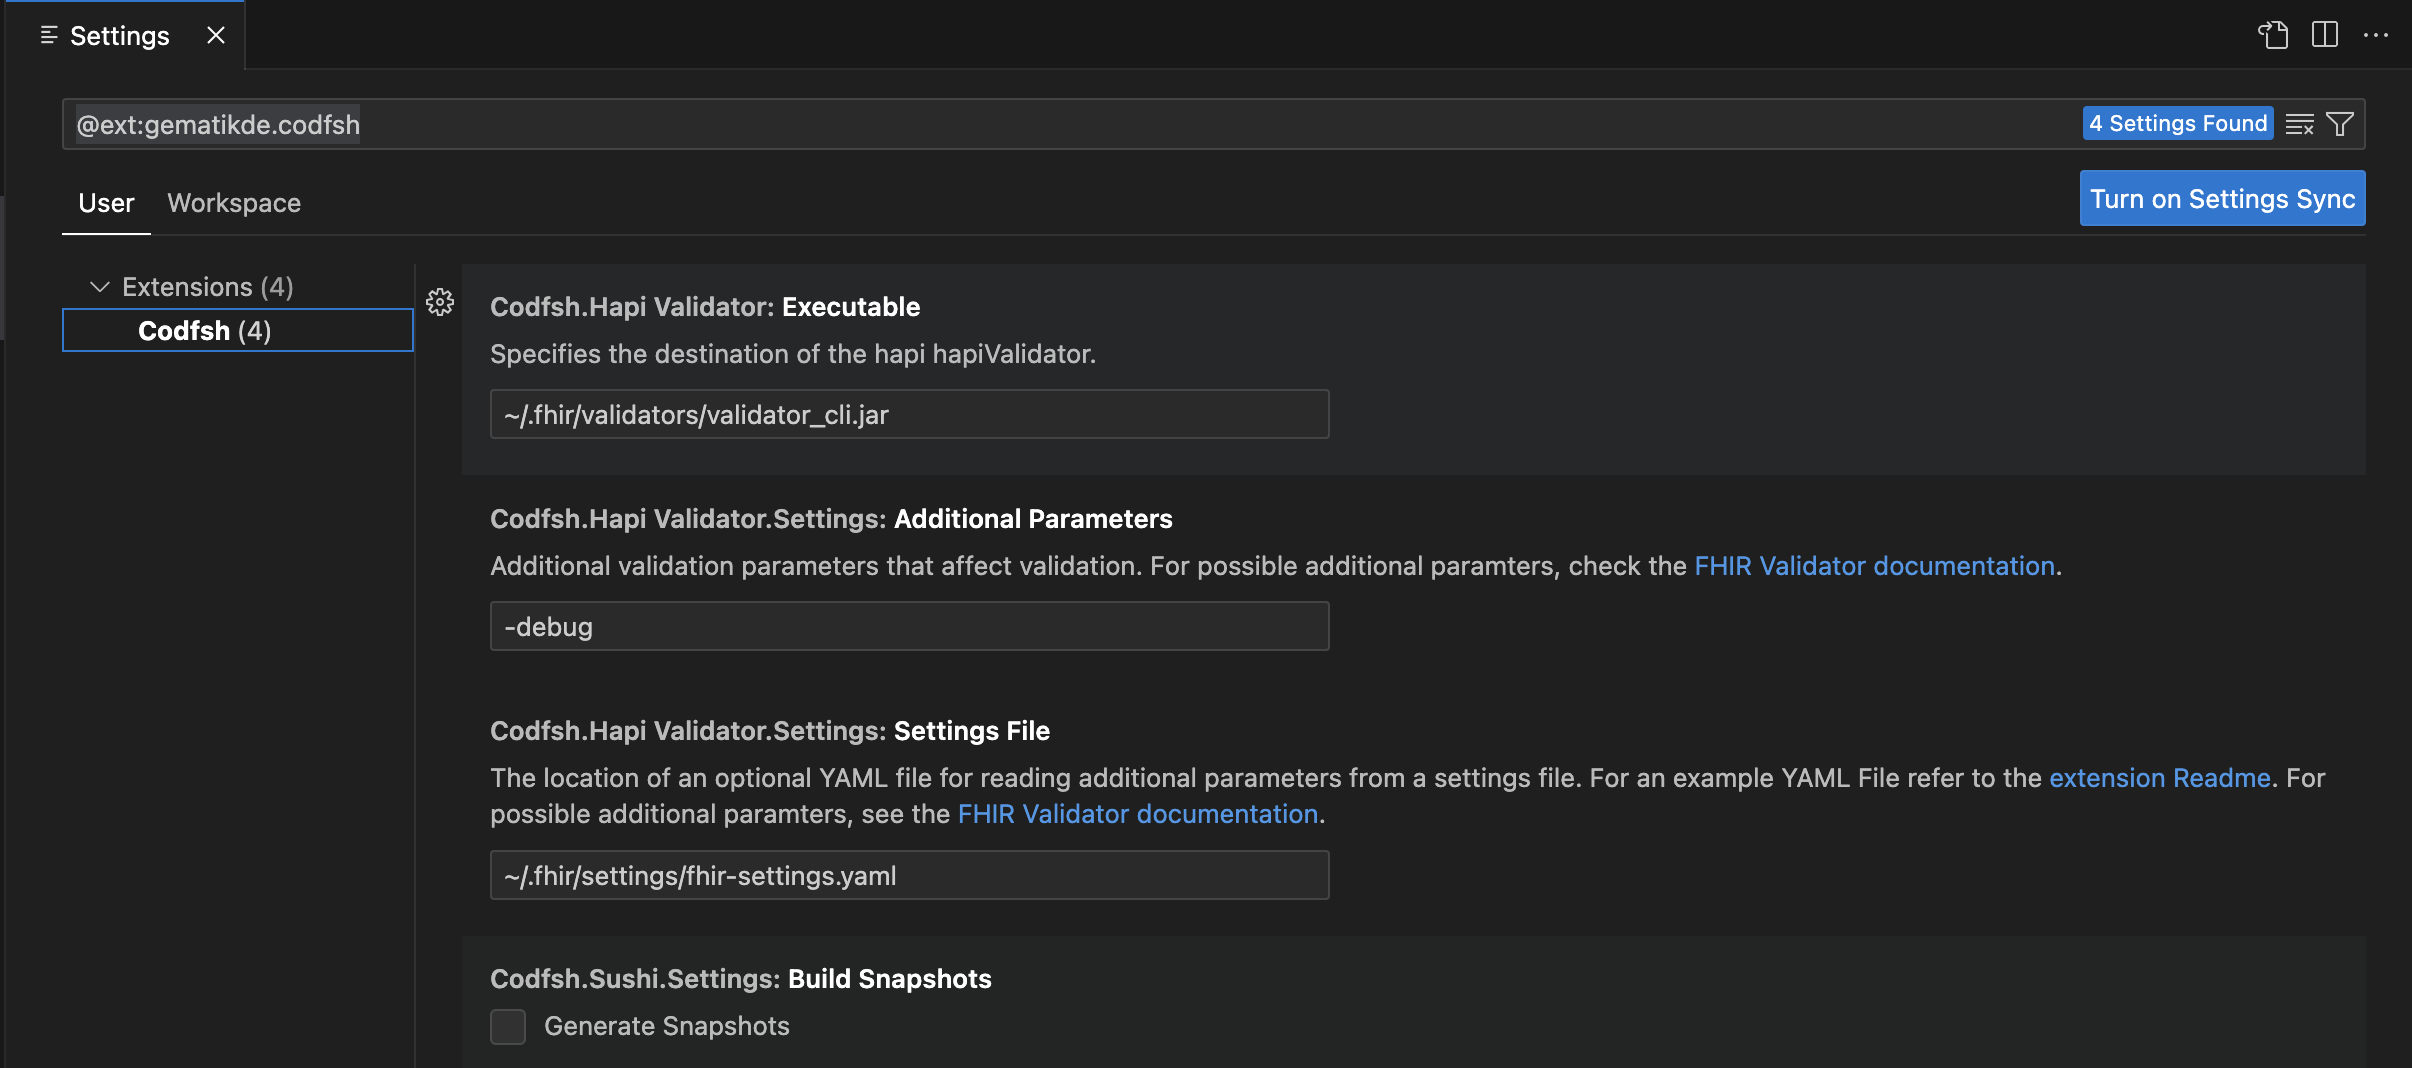 Settings
@ext:gematikde.codfsh
4 Settings Found
User
Workspace
Turn on Settings Sync
Extensions (4)
Codfsh (4)
Codfsh.Hapi Validator: Executable
Specifies the destination of the hapi hapiValidator.
~/.fhir/validators/validator_cli.jar
Codfsh.Hapi Validator.Settings: Additional Parameters
Additional validation parameters that affect validation. For possible additional paramters, check the FHIR Validator documentation.
-debug
Codfsh.Hapi Validator.Settings: Settings File
The location of an optional YAML file for reading additional parameters from a settings file. For an example YAML File refer to the extension Readme. For
possible additional paramters, see the FHIR Validator documentation.
~/.fhir/settings/fhir-settings.yaml
Codfsh.Sushi.Settings: Build Snapshots
Generate Snapshots